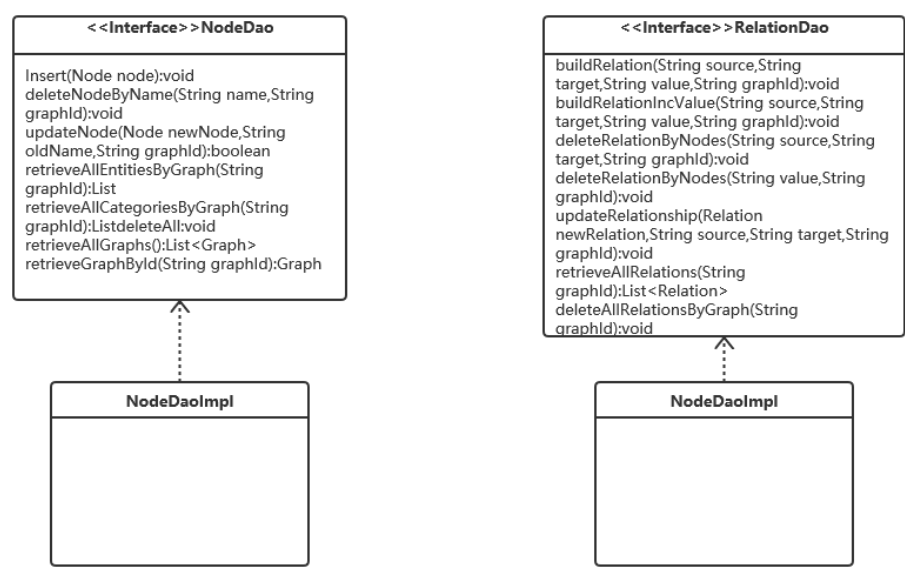 <<Interface>>NodeDao
Insert(Node node):void
deleteNodeByName(String name,String
graphId):void
updateNode(Node newNode,String
oldName,String graphId):boolean
retrieveAllEntitiesByGraph(String
graphId):List
retrieveAllCategoriesByGraph(String
graphId):ListdeleteAll:void
retrieveAllGraphs():List<Graph>
retrieveGraphById(String graphId):Graph
NodeDaoImpl
<<Interface>>RelationDao
buildRelation(String source,String
target,String value,String graphId):void
buildRelationIncValue(String source,String
target,String value,String graphId):void
deleteRelationByNodes(String source,String
target,String graphId):void
deleteRelationByNodes(String value,String
graphId):void
updateRelationship(Relation
newRelation,String source,String target,String
graphId):void
retrieveAllRelations(String
graphId):List<Relation>
deleteAllRelationsByGraph(String
graphId):void
NodeDaoImpl